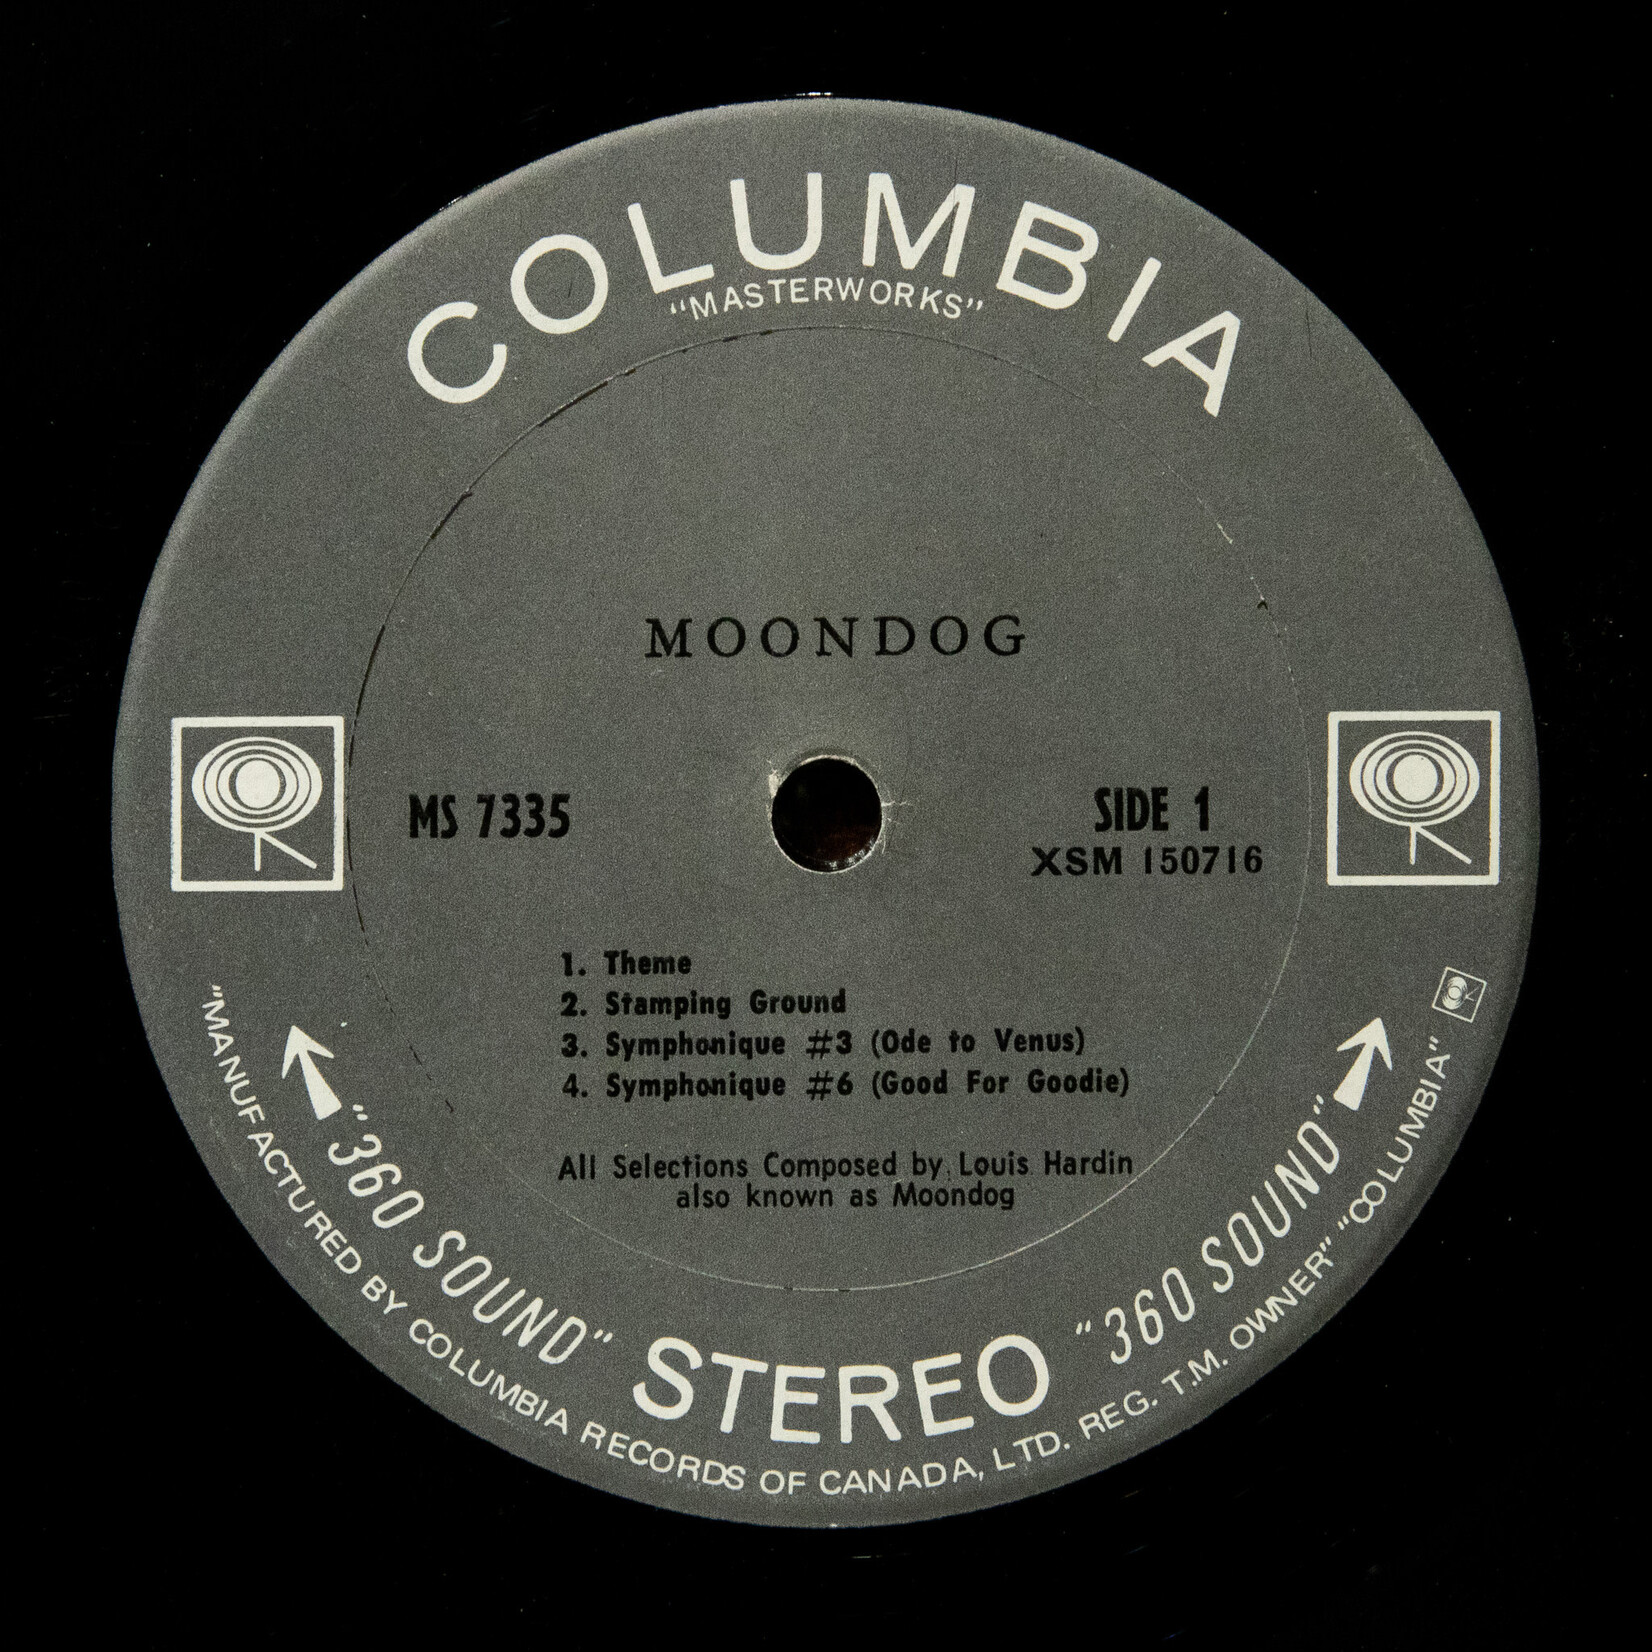 COLUMBIA
"MASTERWORKS"
MOONDOG
MS 7335
SIDE 1
XSM 150716
1. Theme
2. Stamping Ground
3. Symphonique #3 (Ode to Venus)
4. Symphonique #6 (Good For Goodie)
All Selections Composed by Louis Hardin
also known as Moondog
"360 SOUND" STEREO "360 SOUND"
"MANUFACTURED BY COLUMBIA RECORDS OF CANADA, LTD. REG. T.M. OWNER" "COLUMBIA"